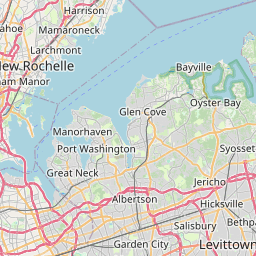 Harrison
Mamaroneck
Larchmont
New Rochelle
Bayville
Oyster Bay
Glen Cove
Manorhaven
Port Washington
Syosset
Great Neck
Jericho
Albertson
Hicksville
Salisbury
Garden City
Levittown